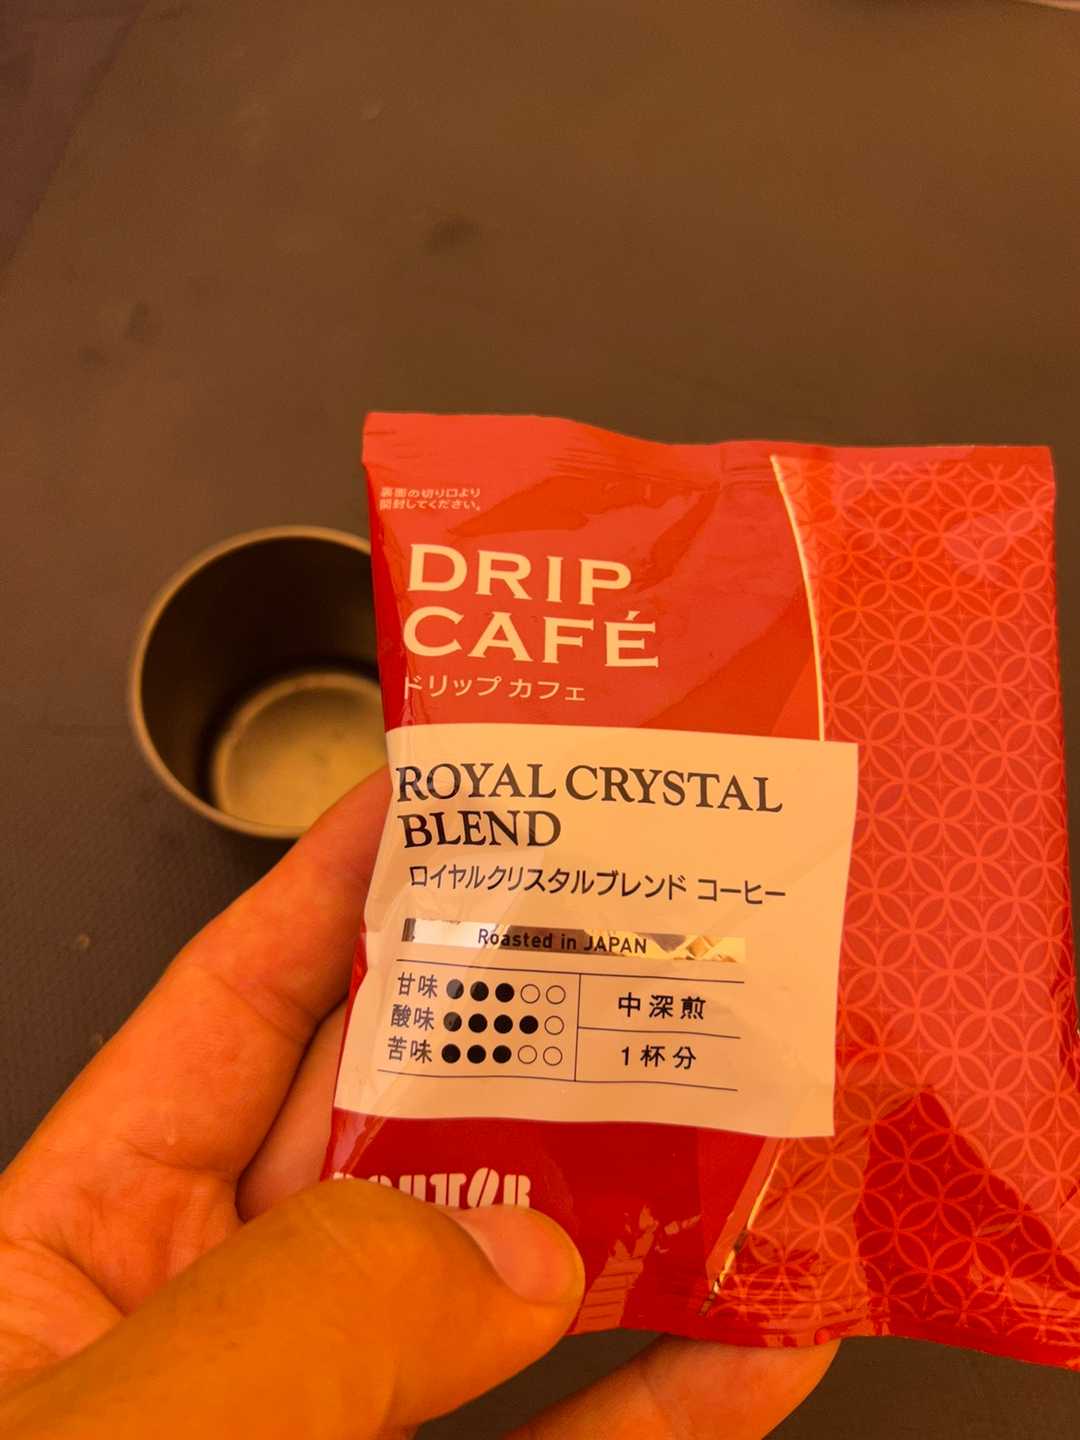 裏面の切り口より
開封してください。
DRIP
CAFÉ
ドリップ カフェ
ROYAL CRYSTAL
BLEND
ロイヤルクリスタルブレンド コーヒー
Roasted in JAPAN
甘味 ●●●○○
酸味 ●●●●○
苦味 ●●●○○
中深煎
1杯分
DOUTOR